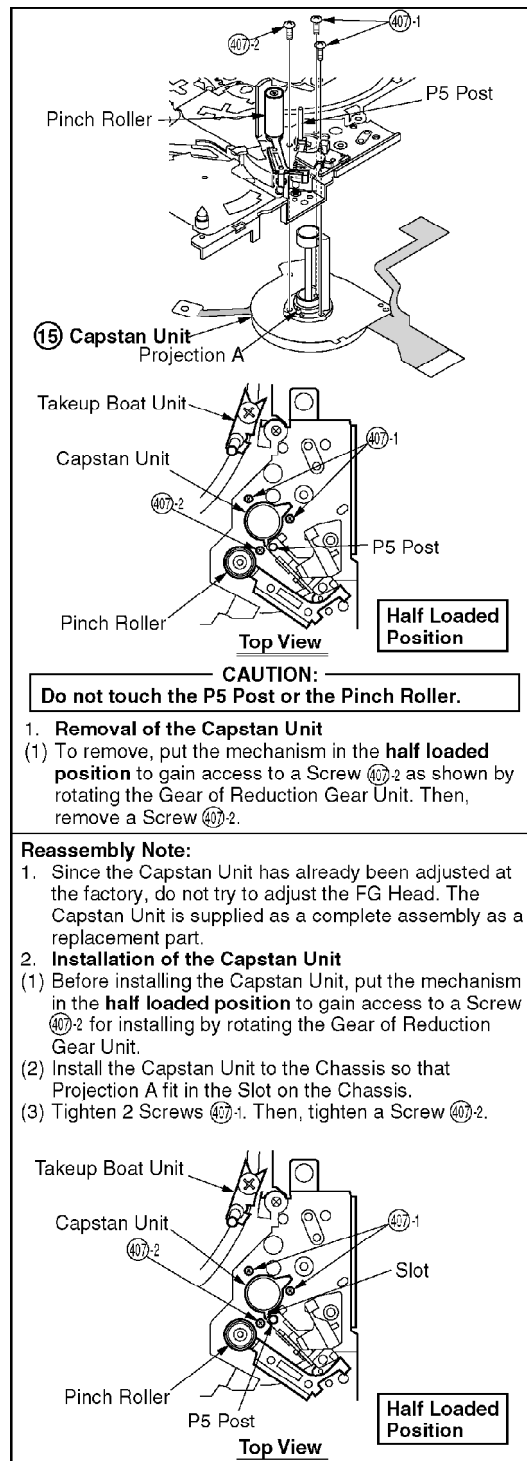 (407)-1
(407)-2
P5 Post
Pinch Roller
(15) Capstan Unit
Projection A
Takeup Boat Unit
Capstan Unit
(407)-1
(407)-2
P5 Post
Pinch Roller
Half Loaded
Position
Top View
CAUTION:
Do not touch the P5 Post or the Pinch Roller.
1. Removal of the Capstan Unit
(1) To remove, put the mechanism in the half loaded
position to gain access to a Screw (407)-2 as shown by
rotating the Gear of Reduction Gear Unit. Then,
remove a Screw (407)-2.
Reassembly Note:
1. Since the Capstan Unit has already been adjusted at
the factory, do not try to adjust the FG Head. The
Capstan Unit is supplied as a complete assembly as a
replacement part.
2. Installation of the Capstan Unit
(1) Before installing the Capstan Unit, put the mechanism
in the half loaded position to gain access to a Screw
(407)-2 for installing by rotating the Gear of Reduction
Gear Unit.
(2) Install the Capstan Unit to the Chassis so that
Projection A fit in the Slot on the Chassis.
(3) Tighten 2 Screws (407)-1. Then, tighten a Screw (407)-2.
Takeup Boat Unit
Capstan Unit
(407)-1
(407)-2
Slot
Pinch Roller
P5 Post
Half Loaded
Position
Top View